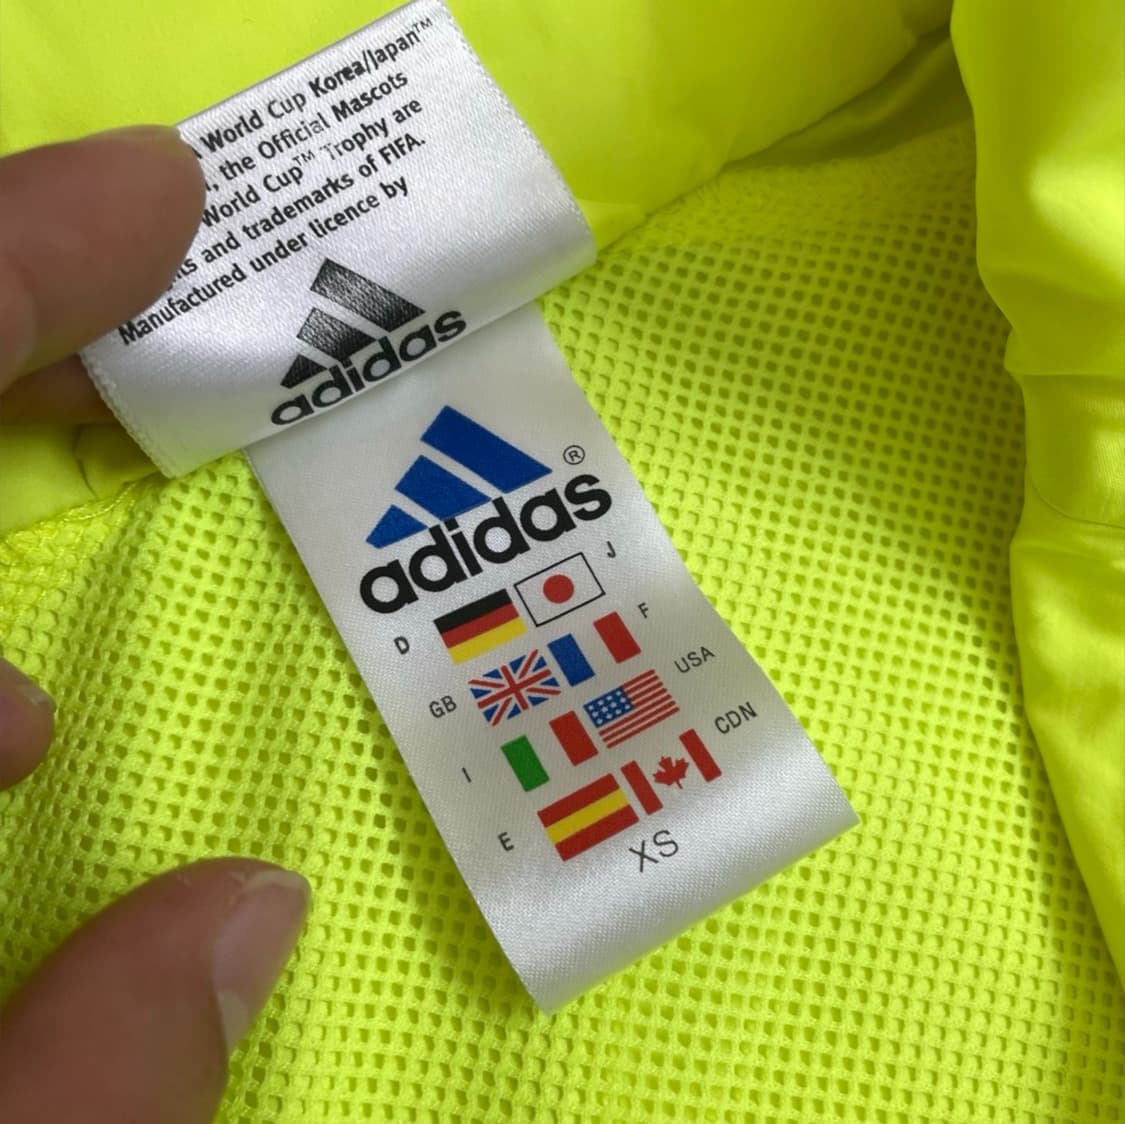 World Cup Korea/Japan™
, the Official Mascots
World Cup™ Trophy are
and trademarks of FIFA.
Manufactured under licence by
adidas
adidas®
D J
GB F
I USA
E CDN
XS